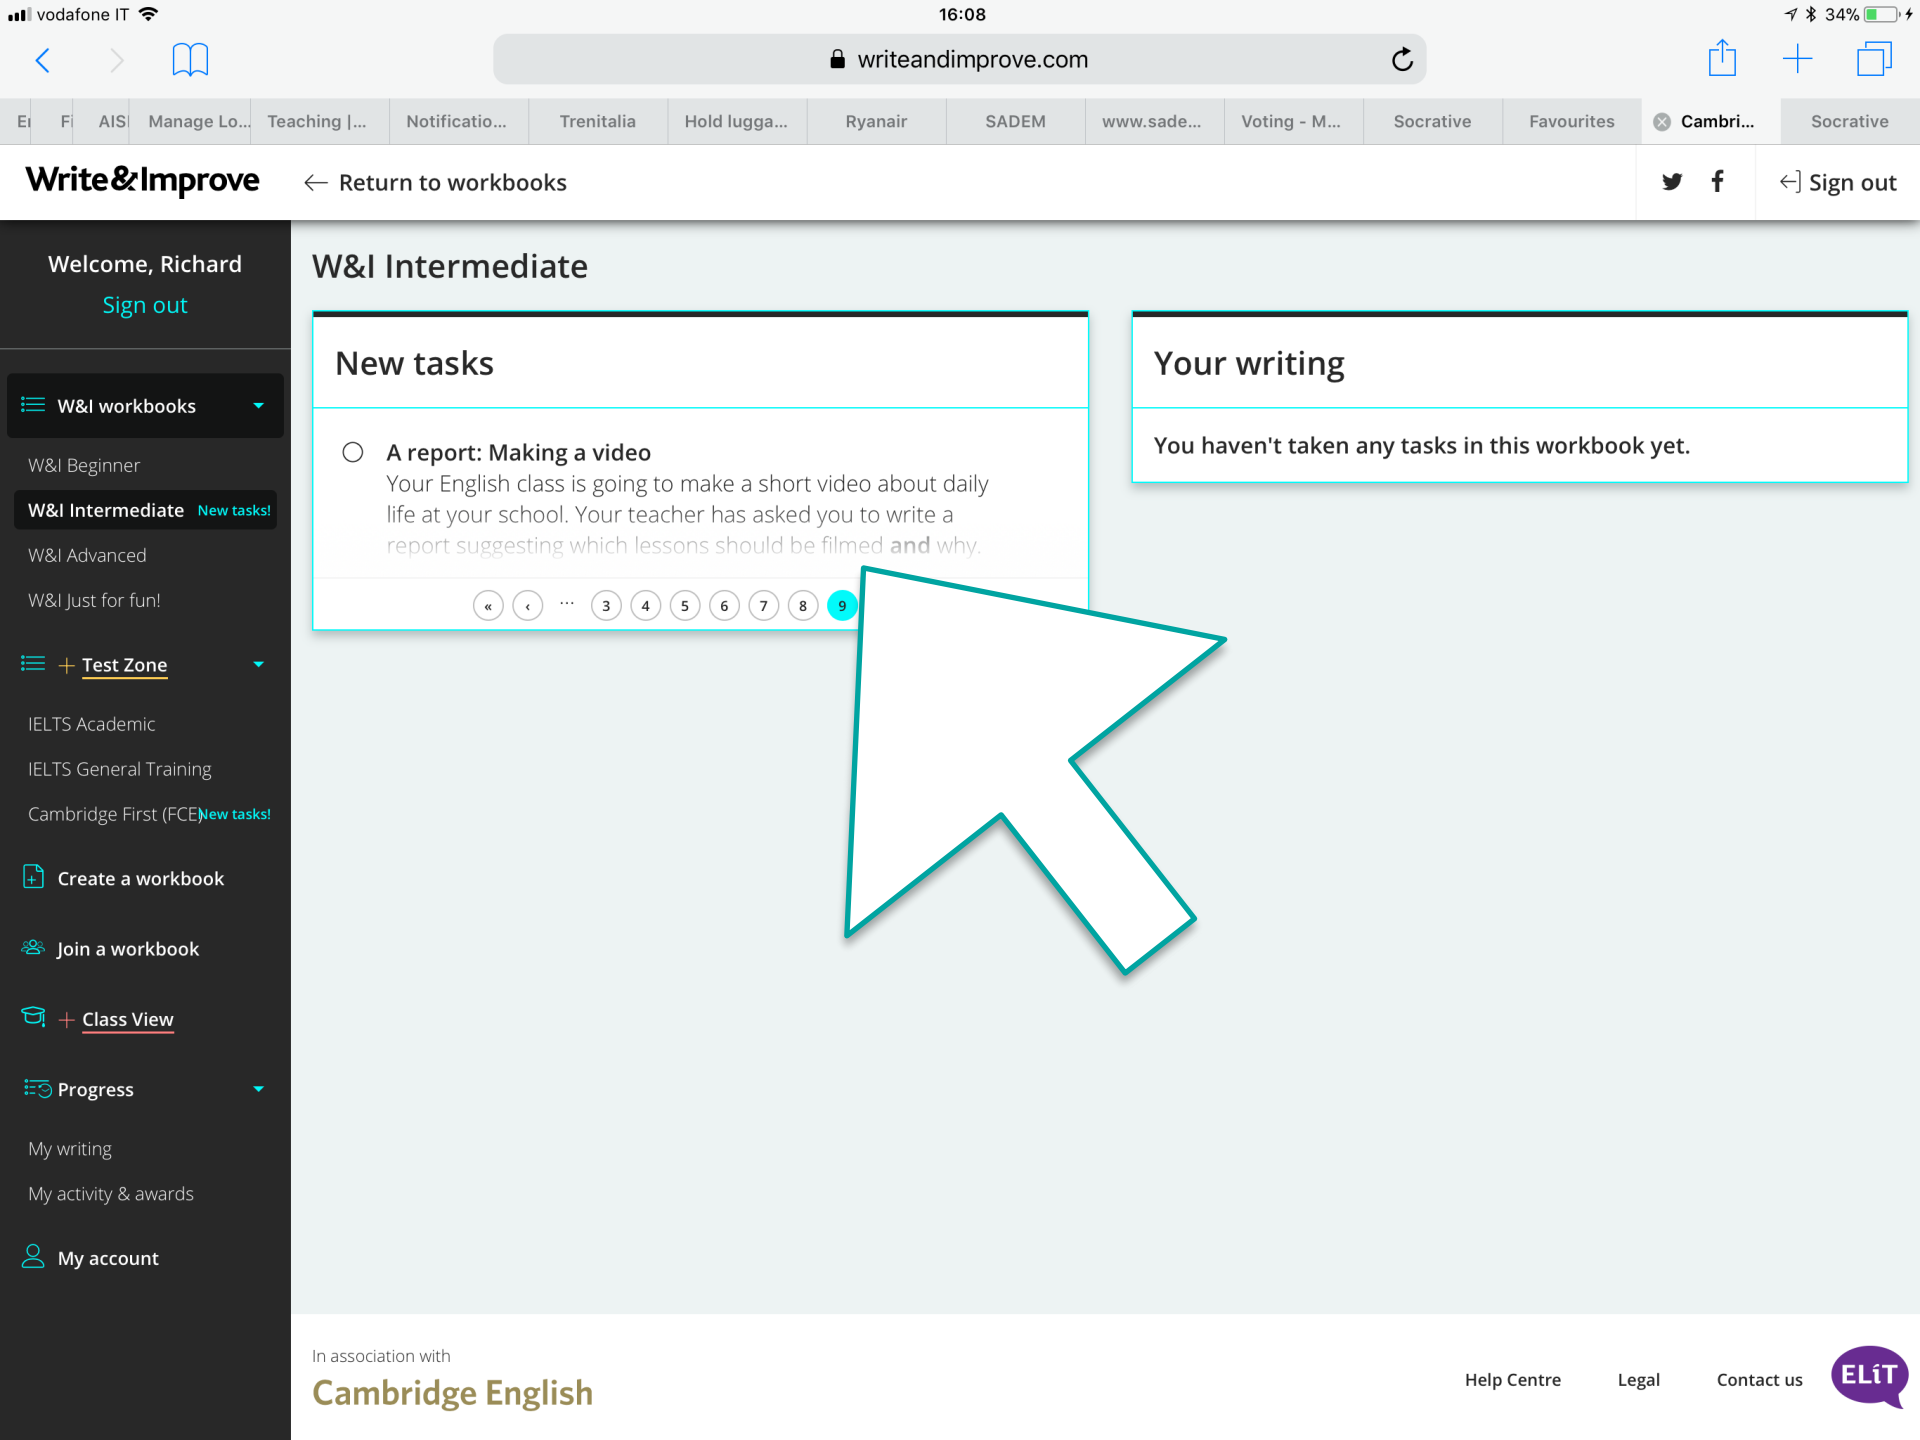 vodafone IT 16:08 34%
writeandimprove.com
AIS Manage Lo... Teaching |... Notificatio... Trenitalia Hold lugga... Ryanair SADEM www.sade... Voting - M... Socrative Favourites Cambri... Socrative
Write&Improve Return to workbooks Sign out
Welcome, Richard
Sign out
W&I workbooks
W&I Beginner
W&I Intermediate New tasks!
W&I Advanced
W&I Just for fun!
+ Test Zone
IELTS Academic
IELTS General Training
Cambridge First (FCE) New tasks!
Create a workbook
Join a workbook
+ Class View
Progress
My writing
My activity & awards
My account
W&I Intermediate
New tasks
A report: Making a video
Your English class is going to make a short video about daily
life at your school. Your teacher has asked you to write a
report suggesting which lessons should be filmed and why.
« ‹ ... 3 4 5 6 7 8 9
Your writing
You haven't taken any tasks in this workbook yet.
In association with
Cambridge English
Help Centre Legal Contact us ELiT